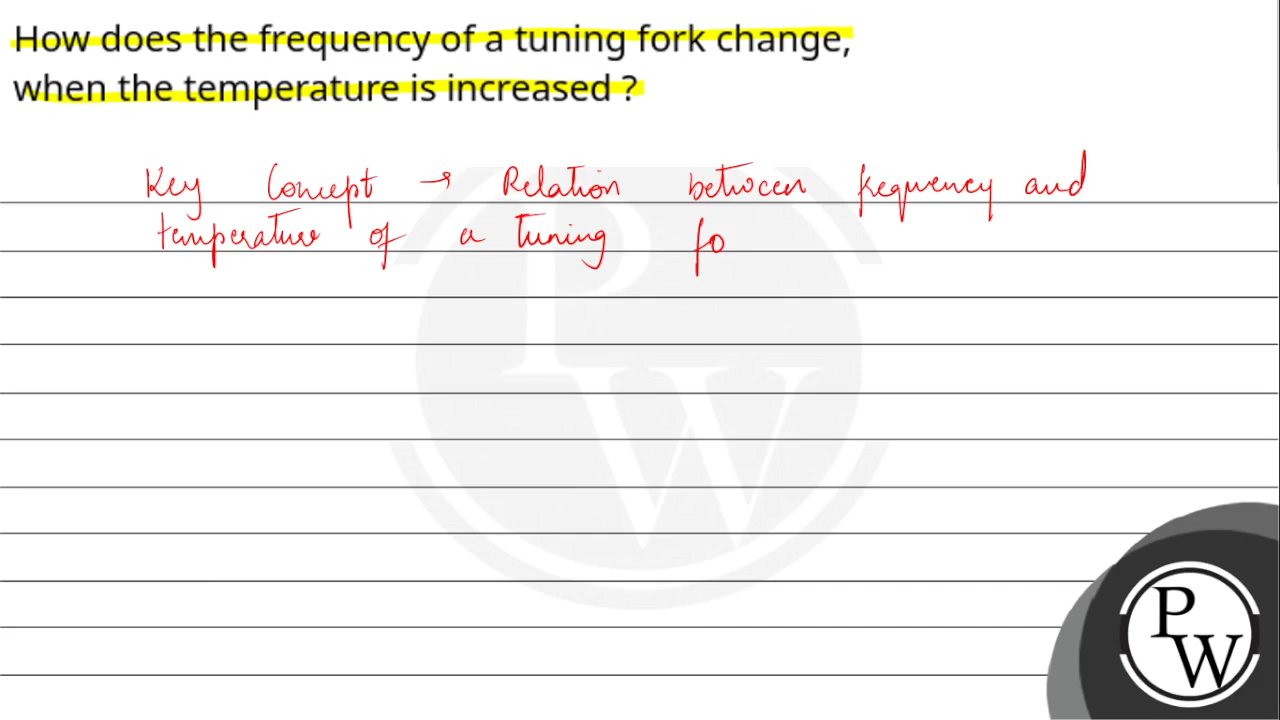 How does the frequency of a tuning fork change,
when the temperature is increased ?
Key Concept → Relation between frequency and
temperature of a tuning fo
P
W
P
W